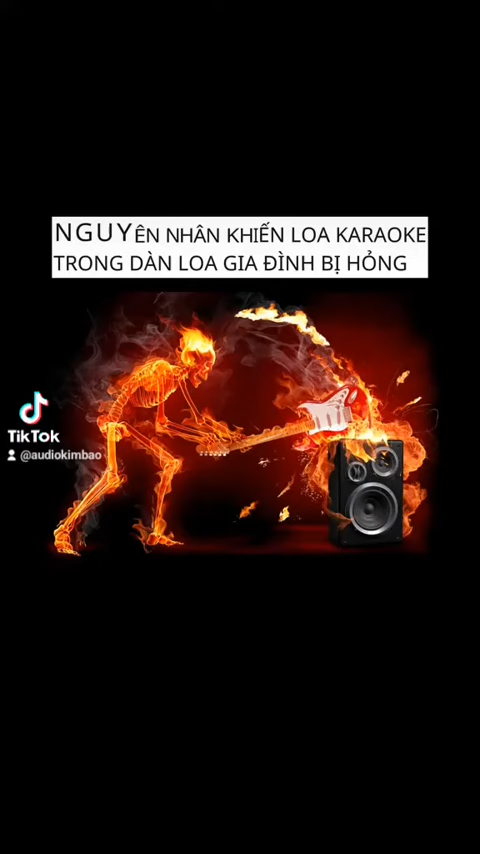 NGUYÊN NHÂN KHIẾN LOA KARAOKE
TRONG DÀN LOA GIA ĐÌNH BỊ HỎNG
TikTok
@audiokimbao